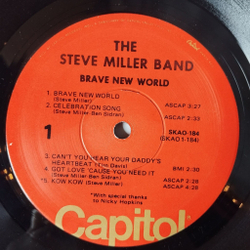 THE
STEVE MILLER BAND
BRAVE NEW WORLD
1. BRAVE NEW WORLD
(Steve Miller) ASCAP 3:27
2. CELEBRATION SONG
(Steve Miller Ben Sidran) ASCAP 2:33
1
SKAO-184
(SKAO1-184)
3. CAN'T YOU HEAR YOUR DADDY'S
HEARTBEAT (Tim Davis) BMI 2:30
4. GOT LOVE 'CAUSE YOU NEED IT
(Steve Miller Ben Sidran) ASCAP 2:28
5. KOW KOW (Steve Miller) ASCAP 4:28
*With special thanks
to Nicky Hopkins
Capitol